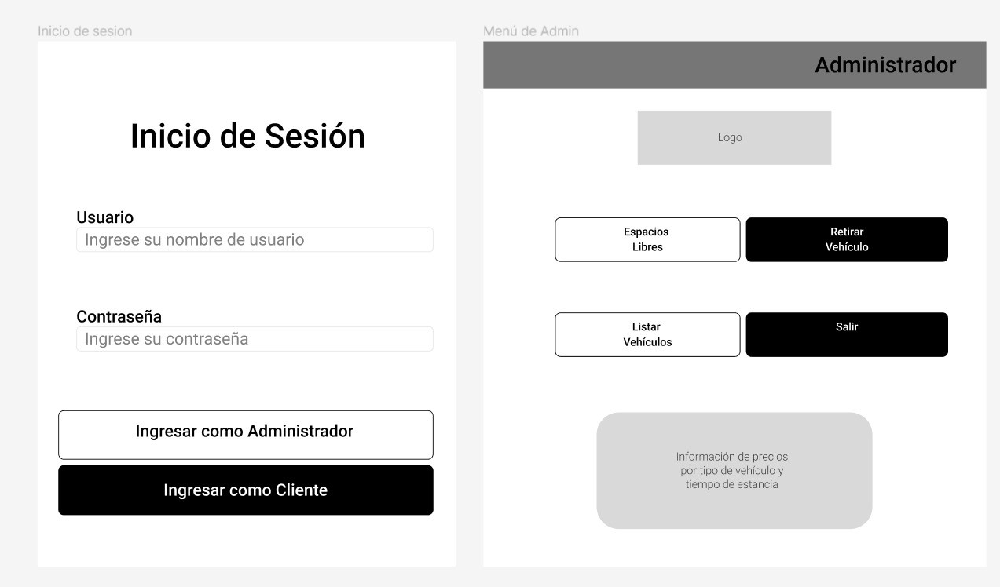 Inicio de sesion
Inicio de Sesión
Usuario
Ingrese su nombre de usuario
Contraseña
Ingrese su contraseña
Ingresar como Administrador
Ingresar como Cliente
Menú de Admin
Administrador
Logo
Espacios
Libres
Retirar
Vehículo
Listar
Vehículos
Salir
Información de precios
por tipo de vehículo y
tiempo de estancia